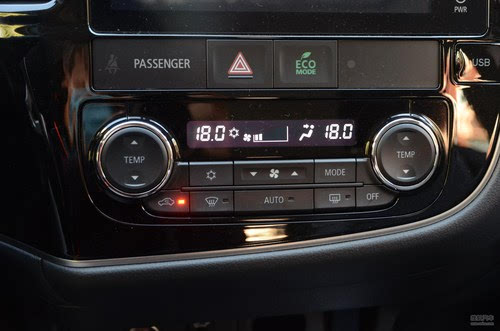 PWR
PASSENGER
ECO
MODE
USB
18.0 18.0
TEMP
TEMP
MODE
AUTO
OFF